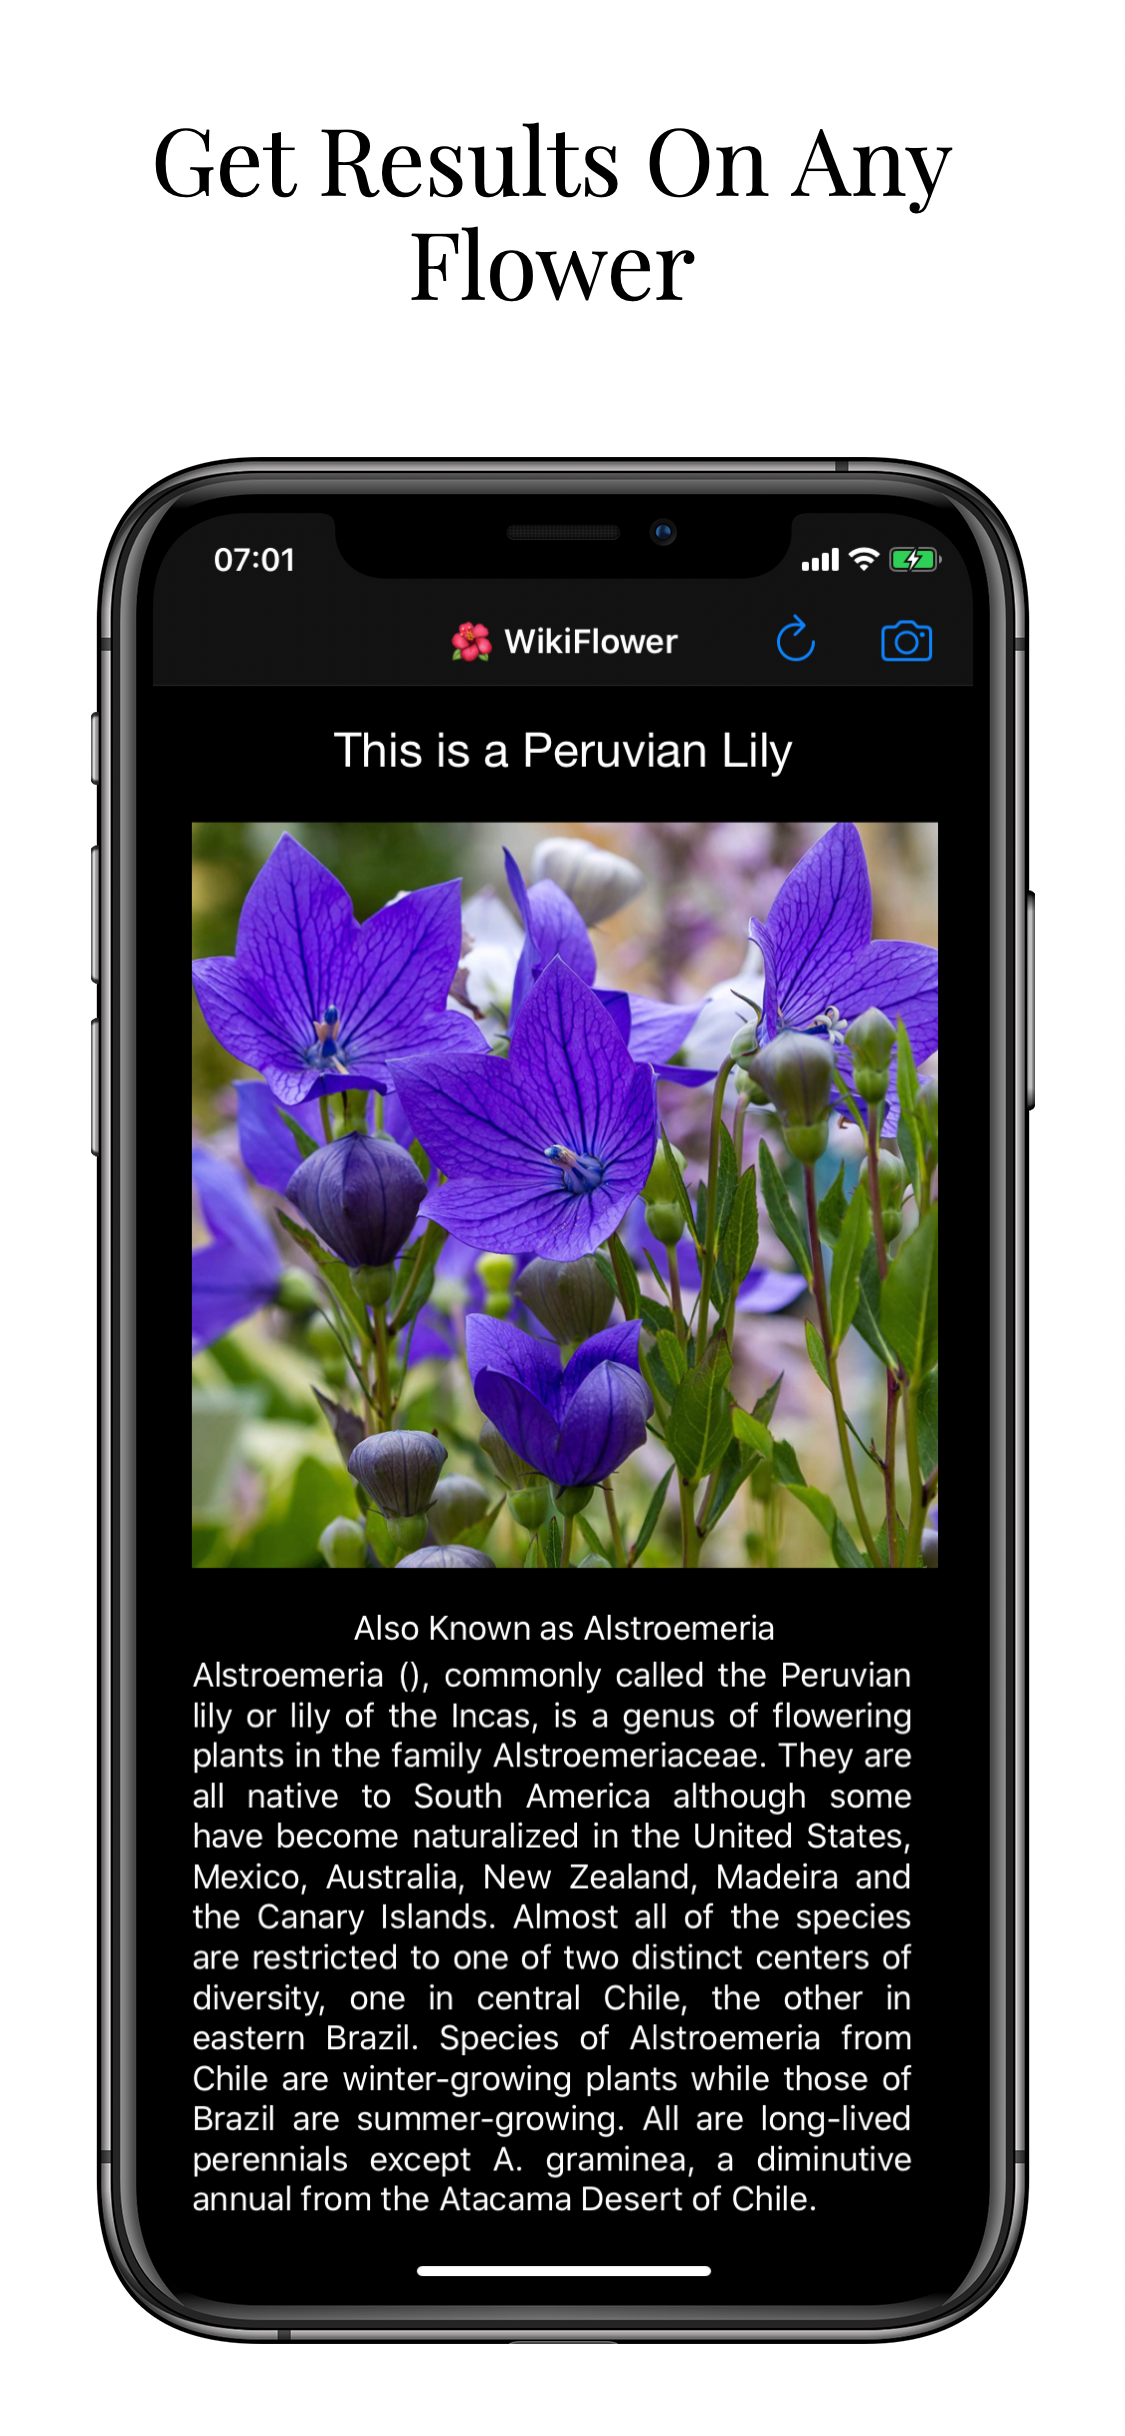 Get Results On Any
Flower
07:01
WikiFlower
This is a Peruvian Lily
Also Known as Alstroemeria
Alstroemeria (), commonly called the Peruvian
lily or lily of the Incas, is a genus of flowering
plants in the family Alstroemeriaceae. They are
all native to South America although some
have become naturalized in the United States,
Mexico, Australia, New Zealand, Madeira and
the Canary Islands. Almost all of the species
are restricted to one of two distinct centers of
diversity, one in central Chile, the other in
eastern Brazil. Species of Alstroemeria from
Chile are winter-growing plants while those of
Brazil are summer-growing. All are long-lived
perennials except A. graminea, a diminutive
annual from the Atacama Desert of Chile.